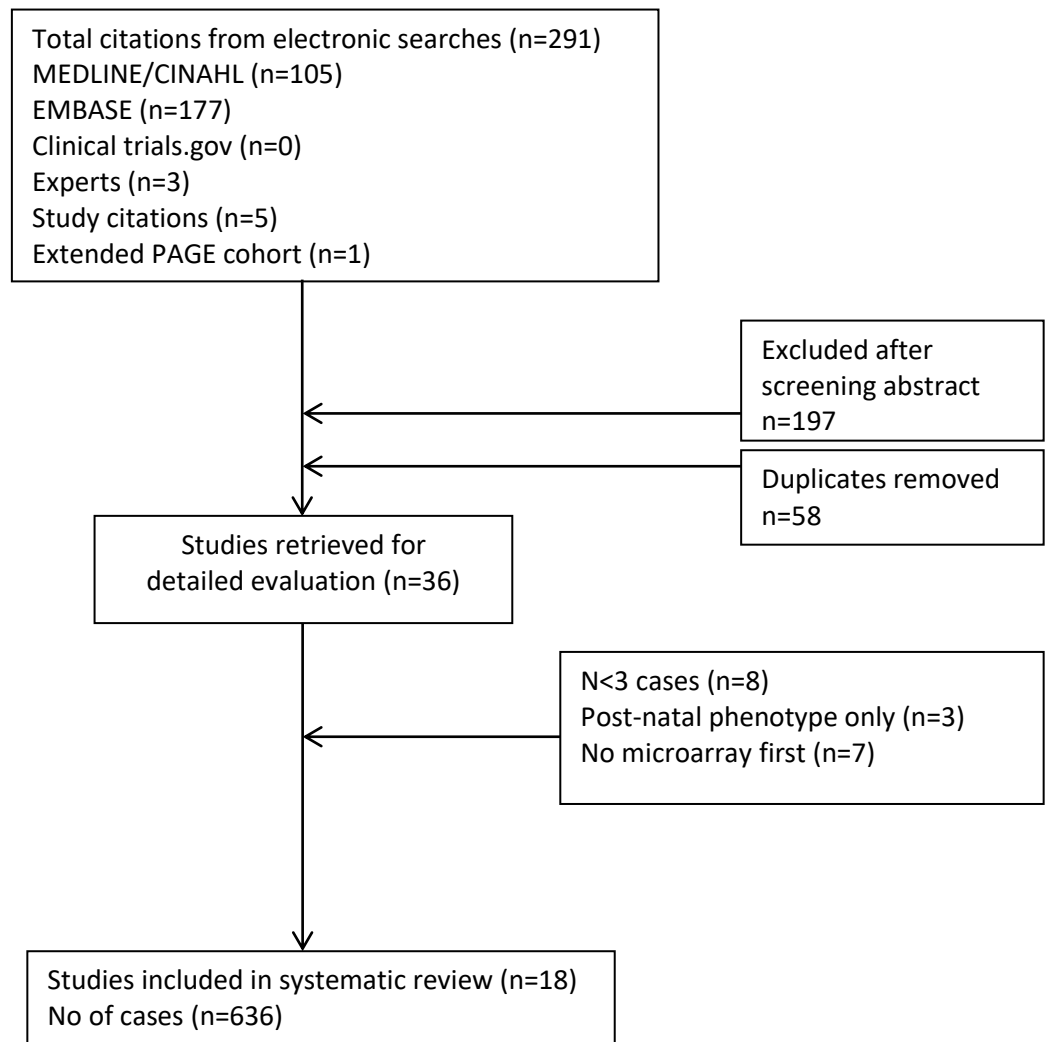 Total citations from electronic searches (n=291)
MEDLINE/CINAHL (n=105)
EMBASE (n=177)
Clinical trials.gov (n=0)
Experts (n=3)
Study citations (n=5)
Extended PAGE cohort (n=1)
Excluded after
screening abstract
n=197
Duplicates removed
n=58
Studies retrieved for
detailed evaluation (n=36)
N<3 cases (n=8)
Post-natal phenotype only (n=3)
No microarray first (n=7)
Studies included in systematic review (n=18)
No of cases (n=636)